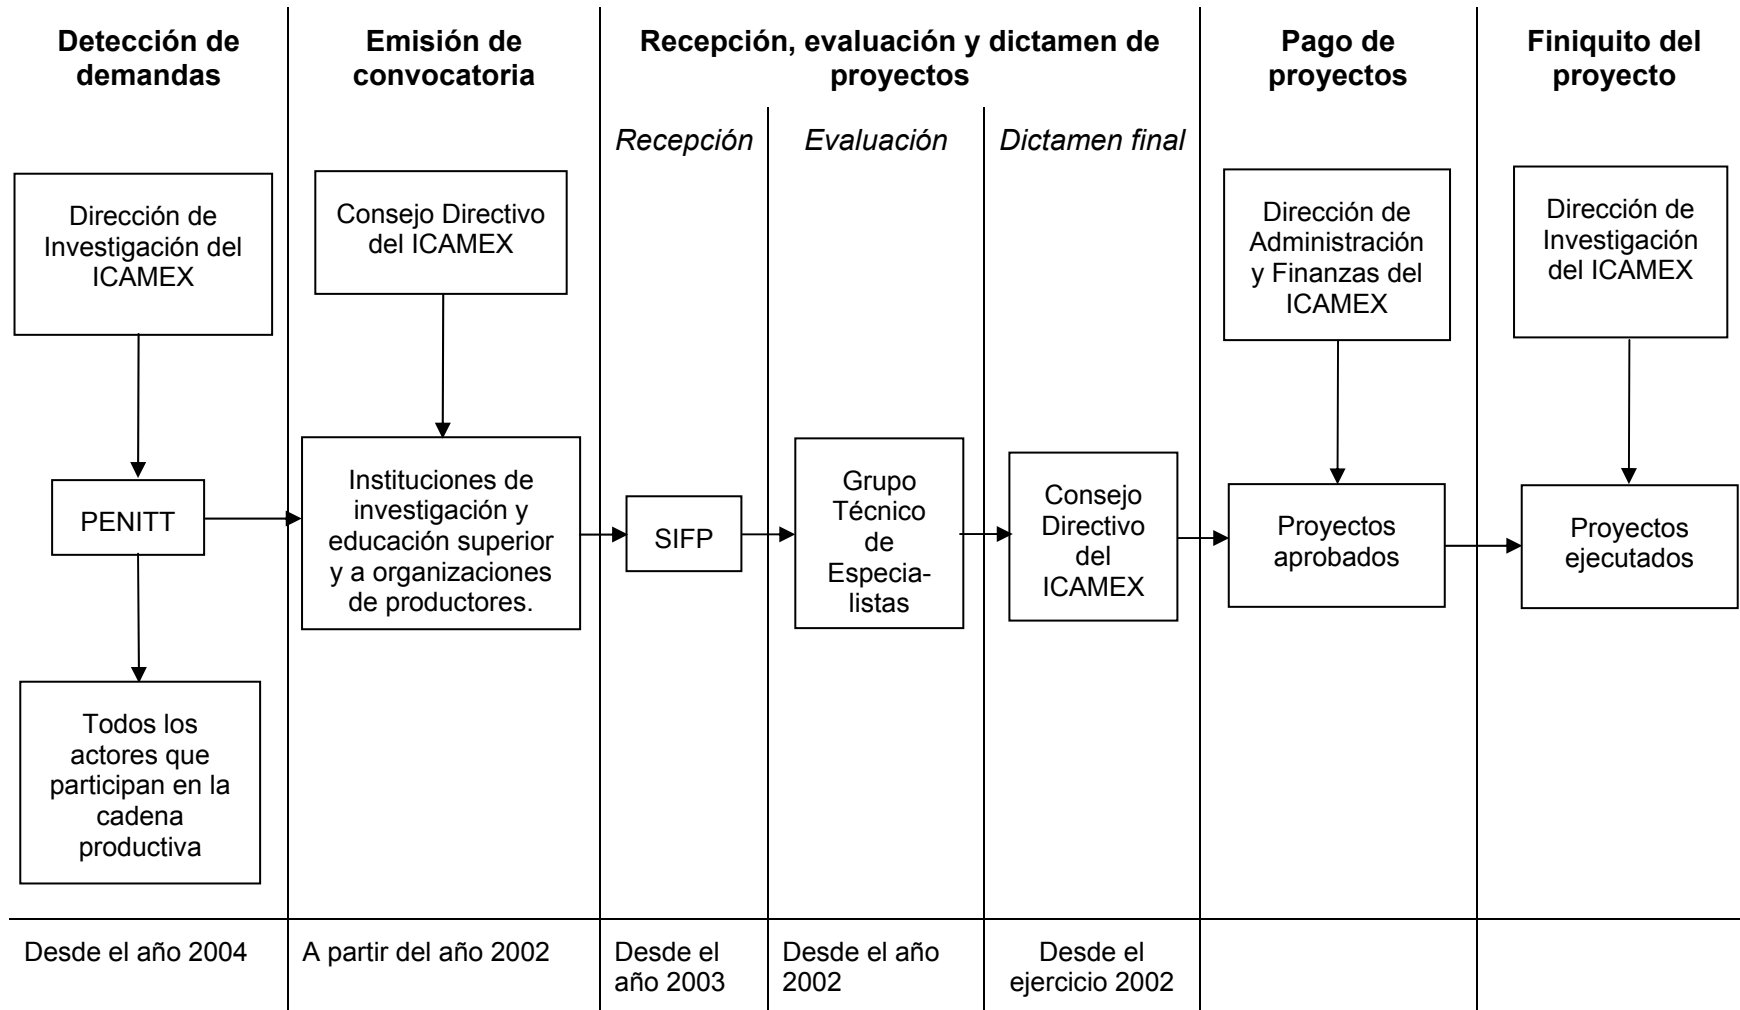 Detección de
demandas
Emisión de
convocatoria
Recepción, evaluación y dictamen de
proyectos
Pago de
proyectos
Finiquito del
proyecto
Recepción
Evaluación
Dictamen final
Dirección de
Investigación del
ICAMEX
Consejo Directivo
del ICAMEX
Dirección de
Administración
y Finanzas del
ICAMEX
Dirección de
Investigación
del ICAMEX
PENITT
Instituciones de
investigación y
educación superior
y a organizaciones
de productores.
SIFP
Grupo
Técnico
de
Especia-
listas
Consejo
Directivo
del
ICAMEX
Proyectos
aprobados
Proyectos
ejecutados
Todos los
actores que
participan en la
cadena
productiva
Desde el año 2004
A partir del año 2002
Desde el
año 2003
Desde el año
2002
Desde el
ejercicio 2002